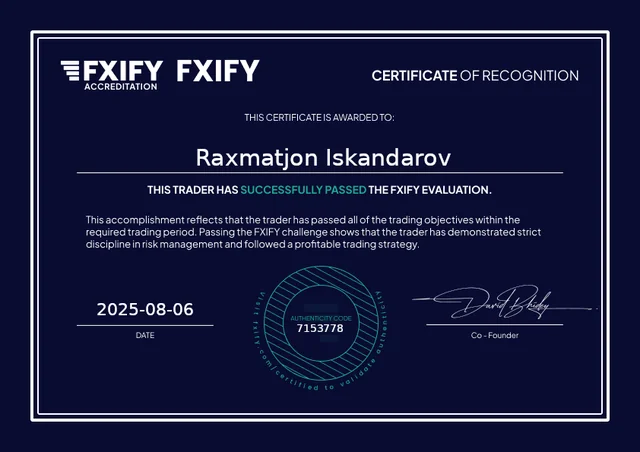 FXIFY FXIFY
ACCREDITATION
CERTIFICATE OF RECOGNITION
THIS CERTIFICATE IS AWARDED TO:
Raxmatjon Iskandarov
THIS TRADER HAS SUCCESSFULLY PASSED THE FXIFY EVALUATION.
This accomplishment reflects that the trader has passed all of the trading objectives within the
required trading period. Passing the FXIFY challenge shows that the trader has demonstrated strict
discipline in risk management and followed a profitable trading strategy.
2025-08-06
DATE
AUTHENTICITY CODE
7153778
Visit fxify.com/certified to validate authenticity
David Bhidey
Co - Founder